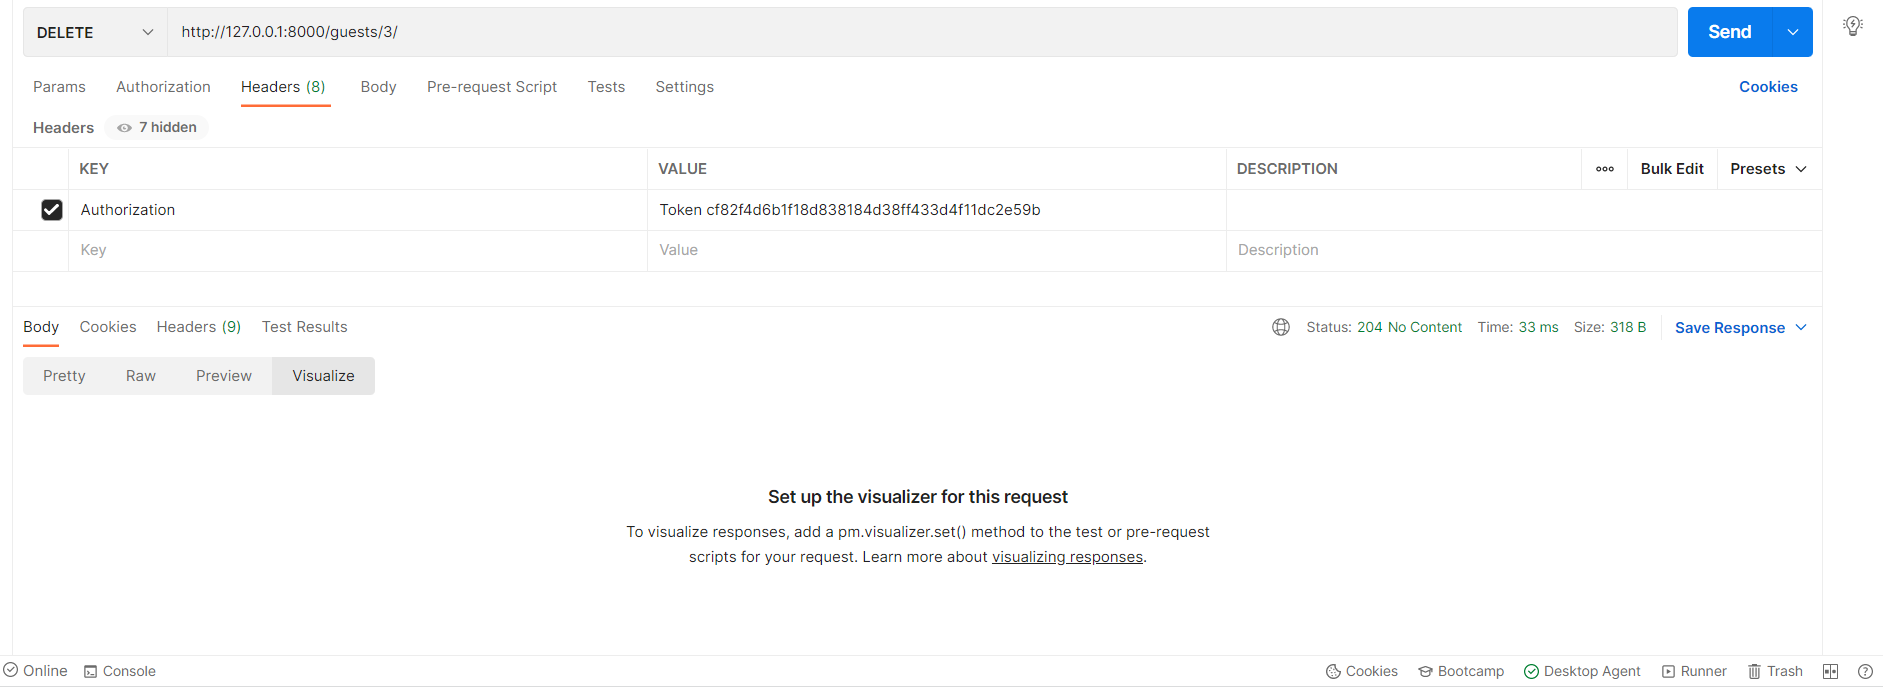 DELETE http://127.0.0.1:8000/guests/3/ Send
Params Authorization Headers (8) Body Pre-request Script Tests Settings Cookies
Headers 7 hidden
KEY VALUE DESCRIPTION Bulk Edit Presets
Authorization Token cf82f4d6b1f18d838184d38ff433d4f11dc2e59b
Key Value Description
Body Cookies Headers (9) Test Results Status: 204 No Content Time: 33 ms Size: 318 B Save Response
Pretty Raw Preview Visualize
Set up the visualizer for this request
To visualize responses, add a pm.visualizer.set() method to the test or pre-request
scripts for your request. Learn more about visualizing responses.
Online Console Cookies Bootcamp Desktop Agent Runner Trash